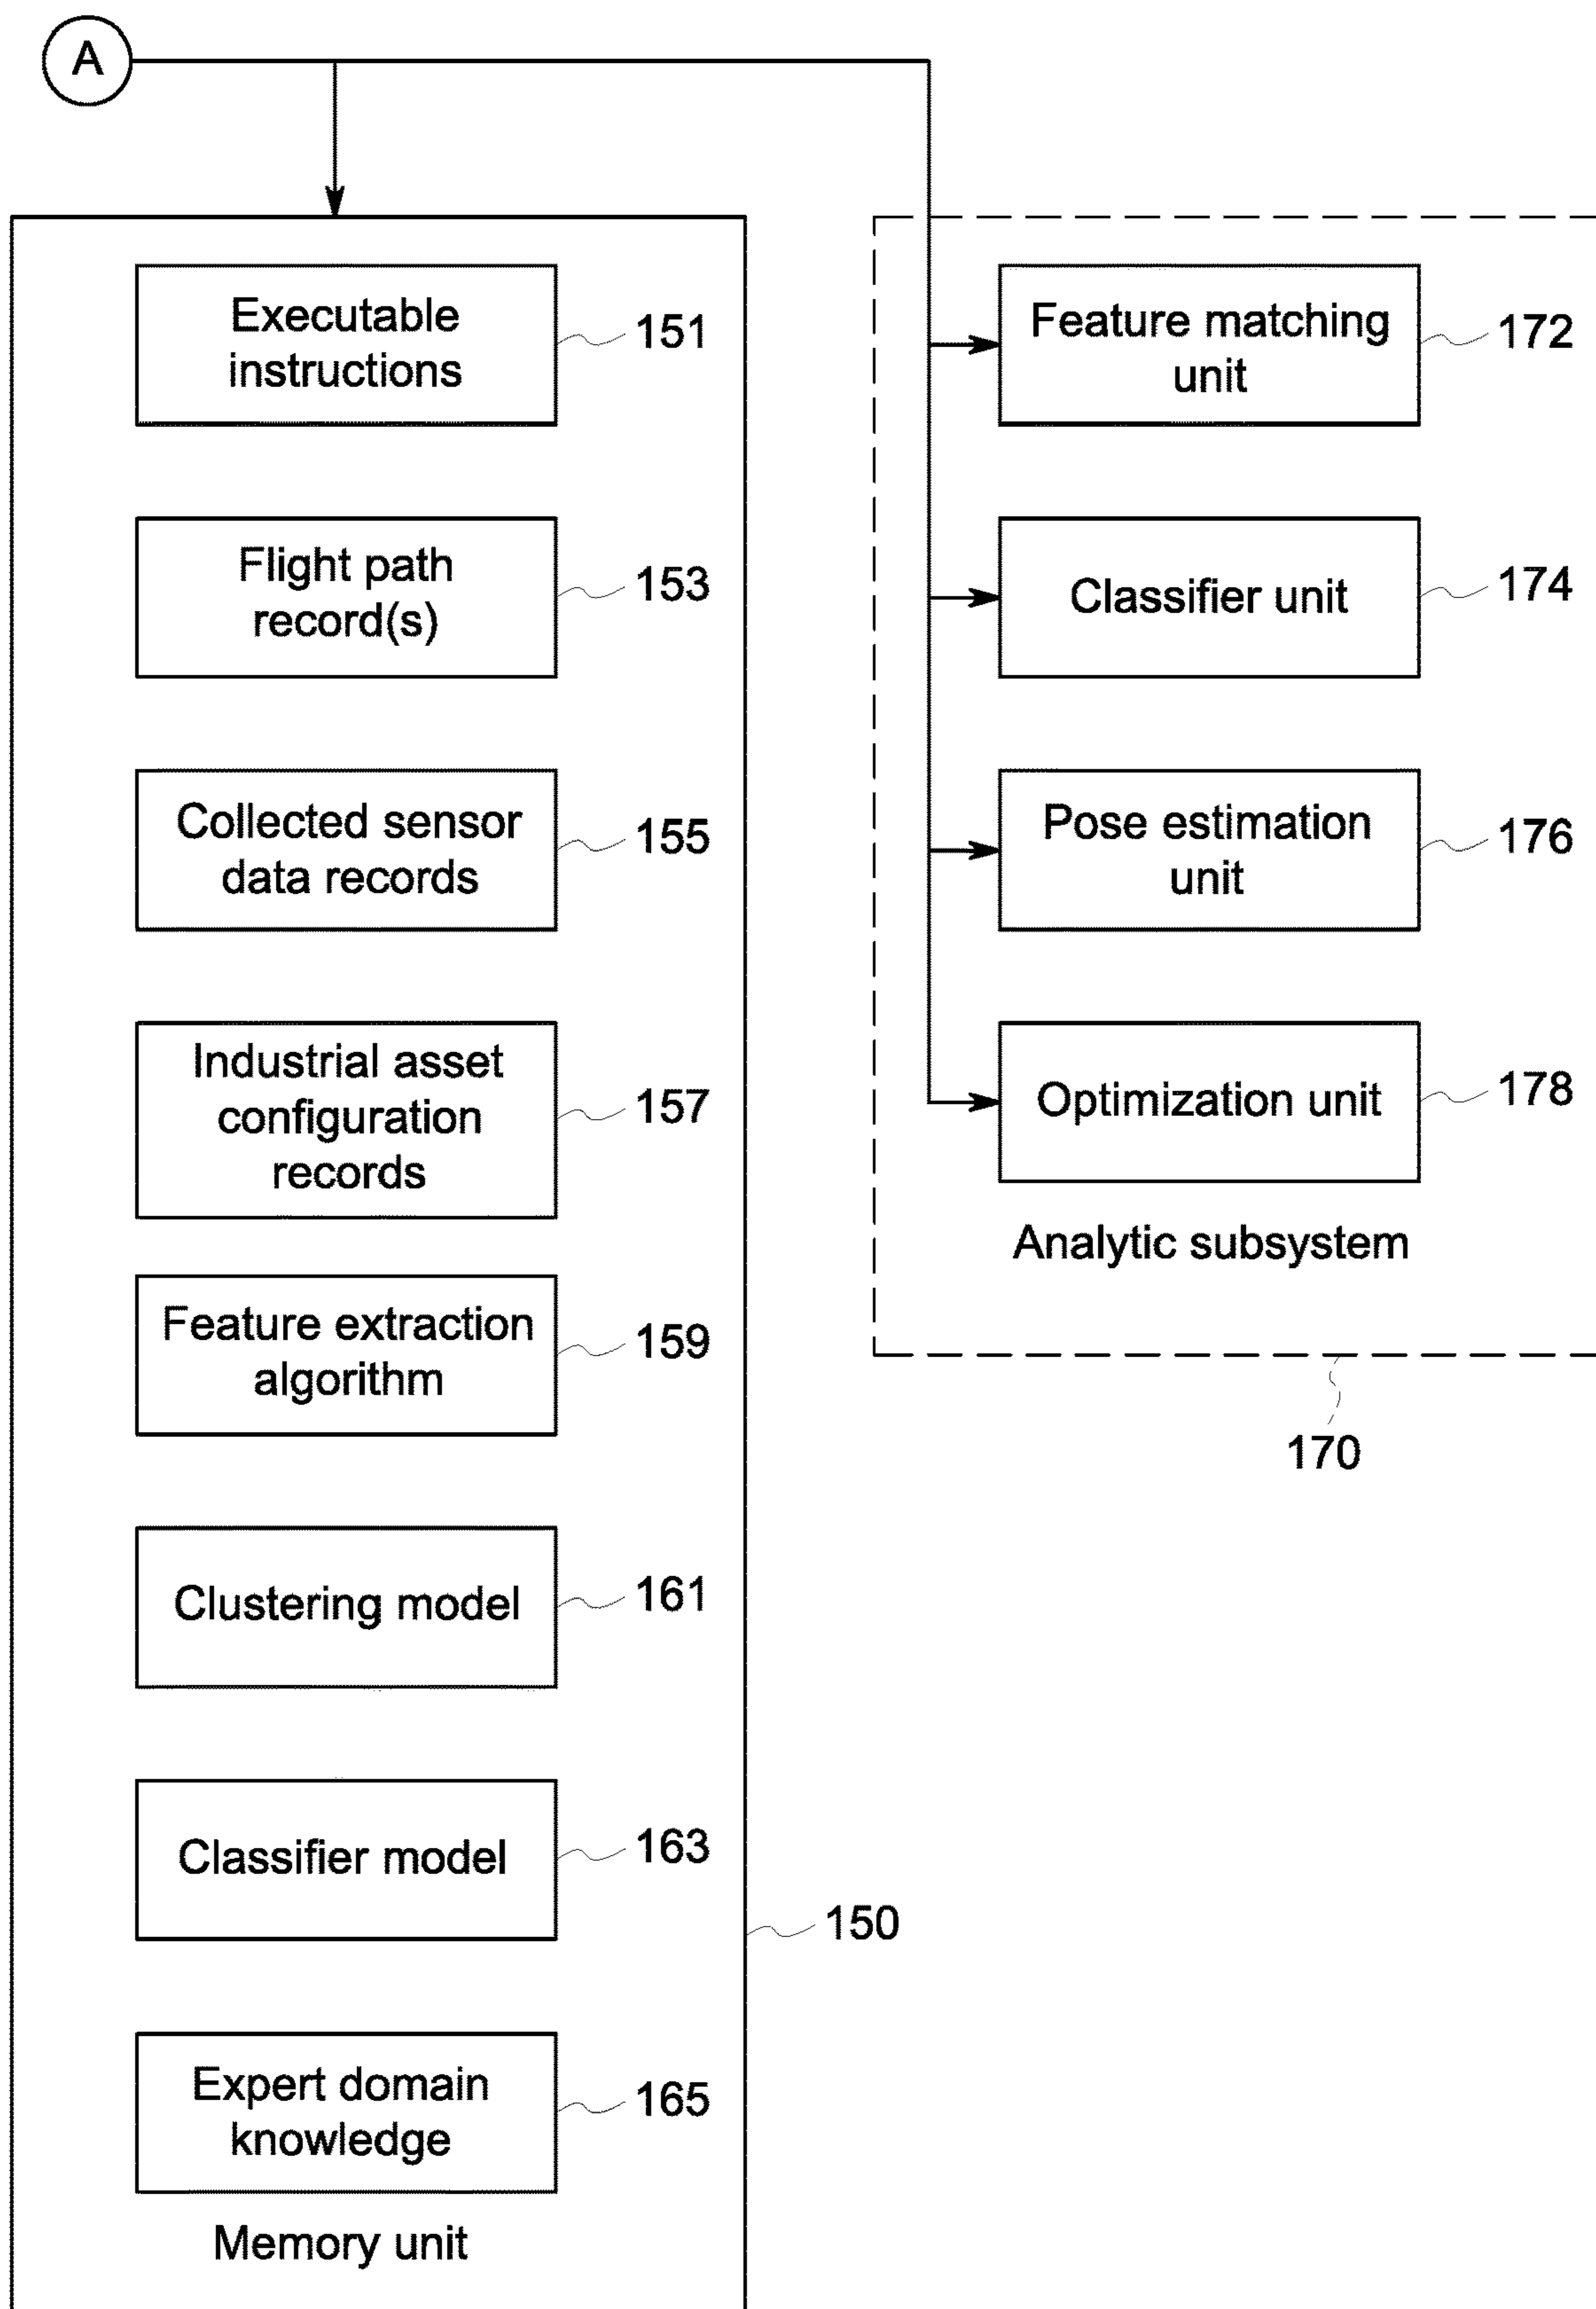 A
Executable
instructions
151
Flight path
record(s)
153
Collected sensor
data records
155
Industrial asset
configuration
records
157
Feature extraction
algorithm
159
Clustering model
161
Classifier model
163
150
Expert domain
knowledge
165
Memory unit
Feature matching
unit
172
Classifier unit
174
Pose estimation
unit
176
Optimization unit
178
Analytic subsystem
170